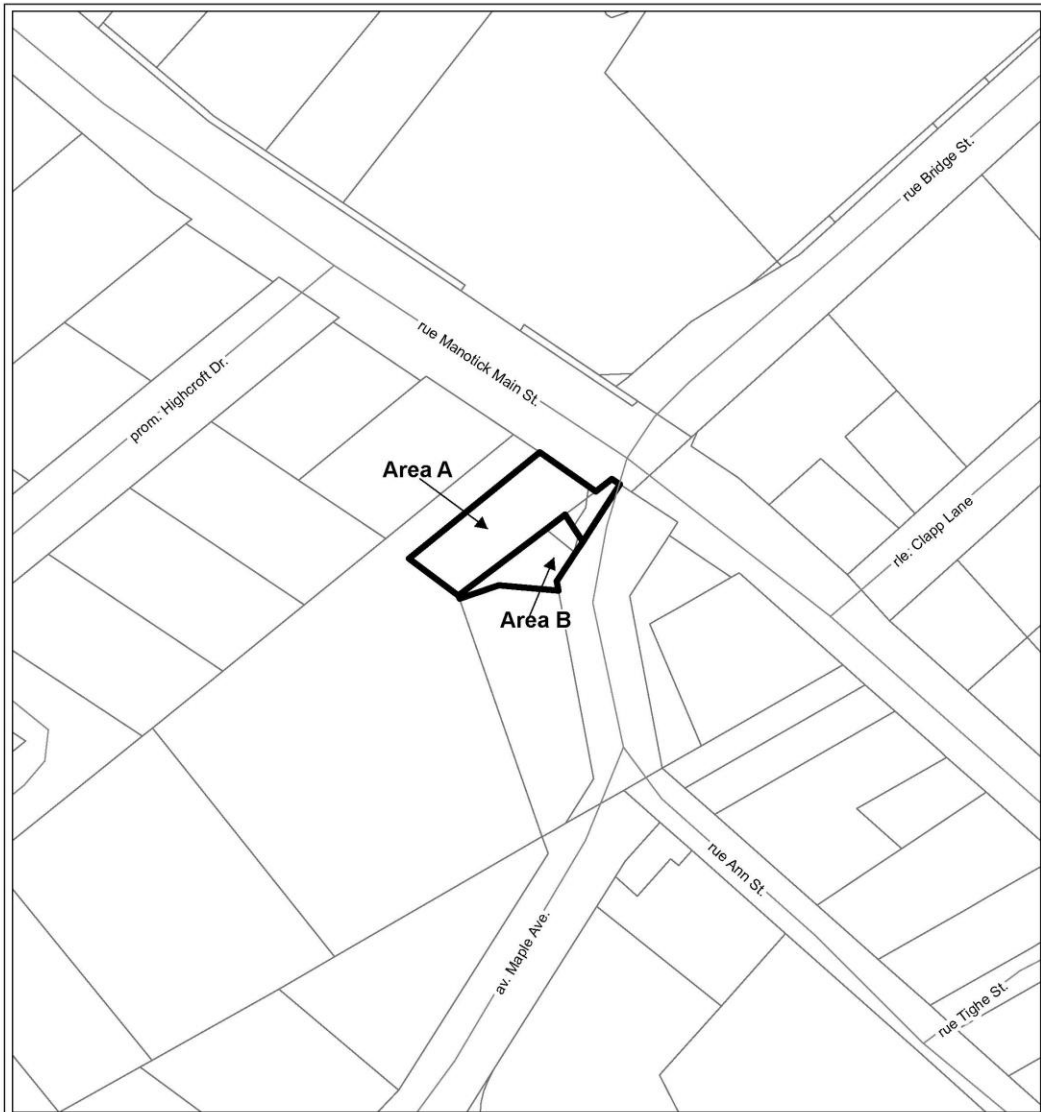 rue Bridge St.
rue Manotick Main St.
prom. Highcroft Dr.
Area A
rle. Clapp Lane
Area B
rue Ann St.
av. Maple Ave.
rue Tighe St.